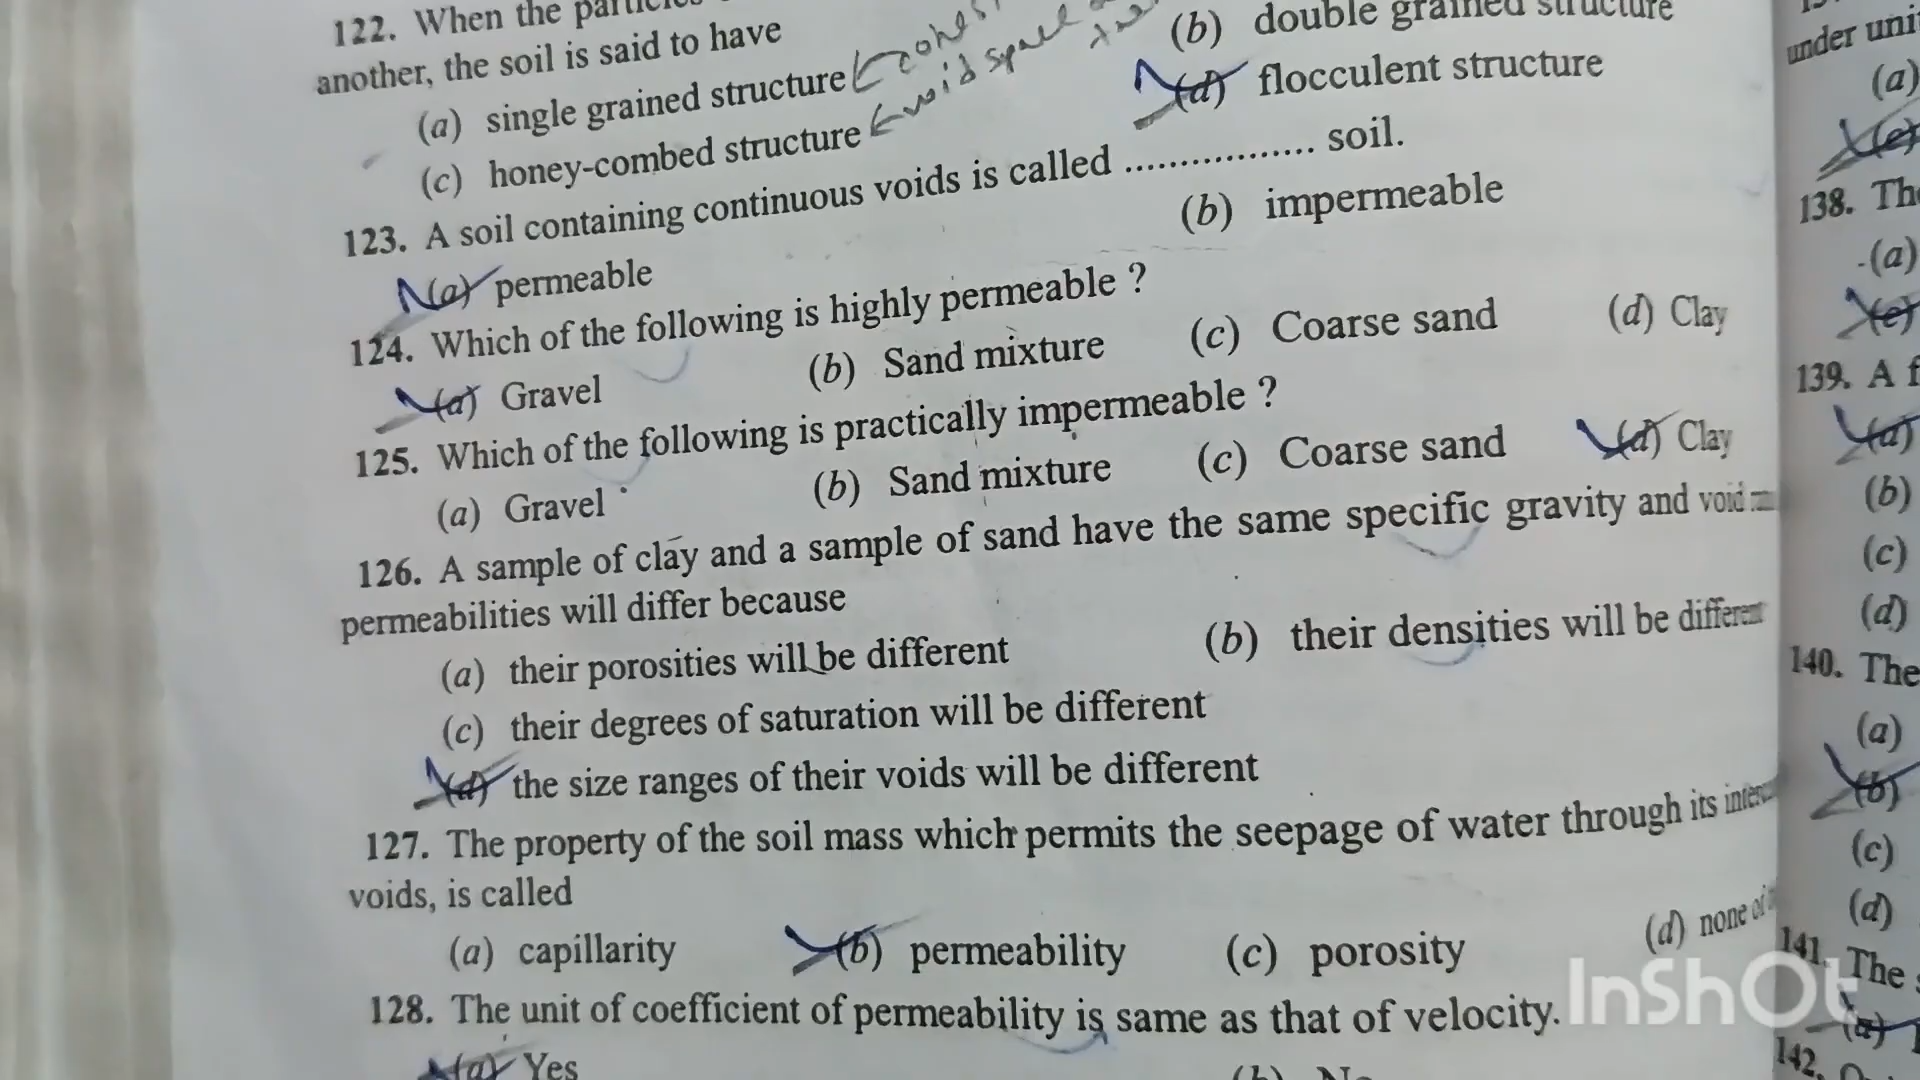 122. When the
another, the soil is said to have
(a) single grained structure
(b) double grained structure
(c) honey-combed structure void space
(d) flocculent structure
123. A soil containing continuous voids is called ................. soil.
(a) permeable
(b) impermeable
124. Which of the following is highly permeable ?
(a) Gravel (b) Sand mixture (c) Coarse sand (d) Clay
125. Which of the following is practically impermeable ?
(a) Gravel (b) Sand mixture (c) Coarse sand (d) Clay
126. A sample of clay and a sample of sand have the same specific gravity and void
permeabilities will differ because
(a) their porosities will be different (b) their densities will be different
(c) their degrees of saturation will be different
(d) the size ranges of their voids will be different
127. The property of the soil mass which permits the seepage of water through its
voids, is called
(a) capillarity (b) permeability (c) porosity (d) none of
128. The unit of coefficient of permeability is same as that of velocity.
(a) Yes
under
(a)
(c)
138.
(a)
(c)
139. A
(a)
(b)
(c)
(d)
140. The
(a)
(b)
(c)
(d)
141. The
(a)
142.
InShOt